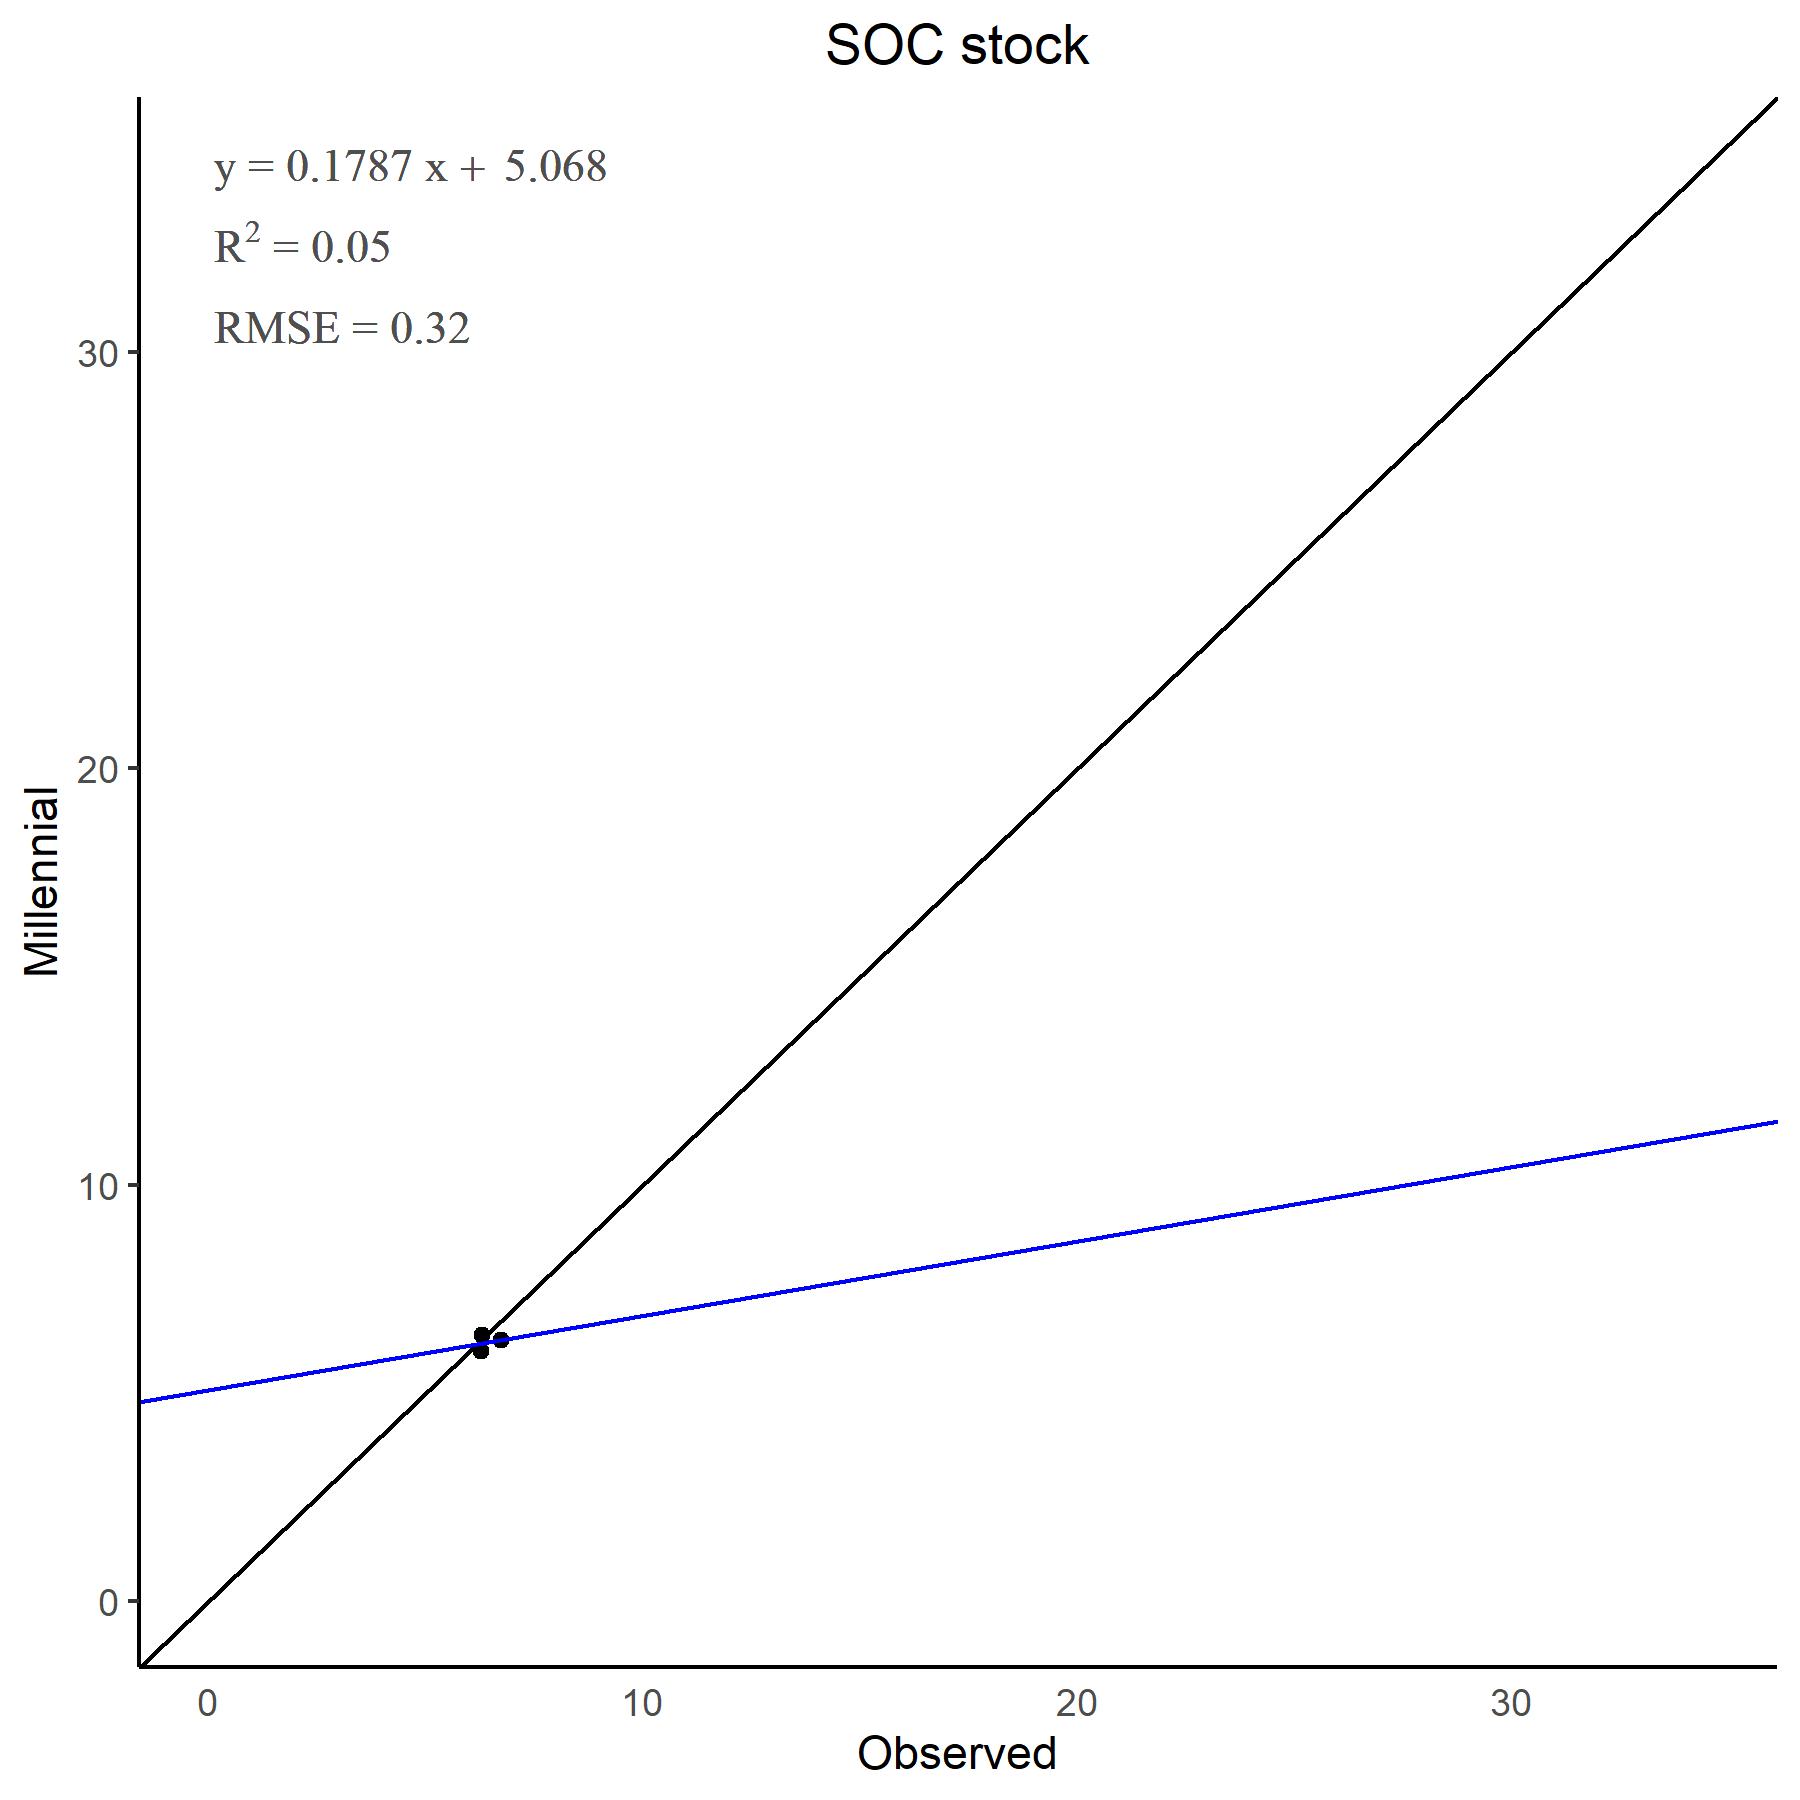 SOC stock
y = 0.1787 x + 5.068
R² = 0.05
RMSE = 0.32
30
20
10
0
Millennial
0 10 20 30
Observed